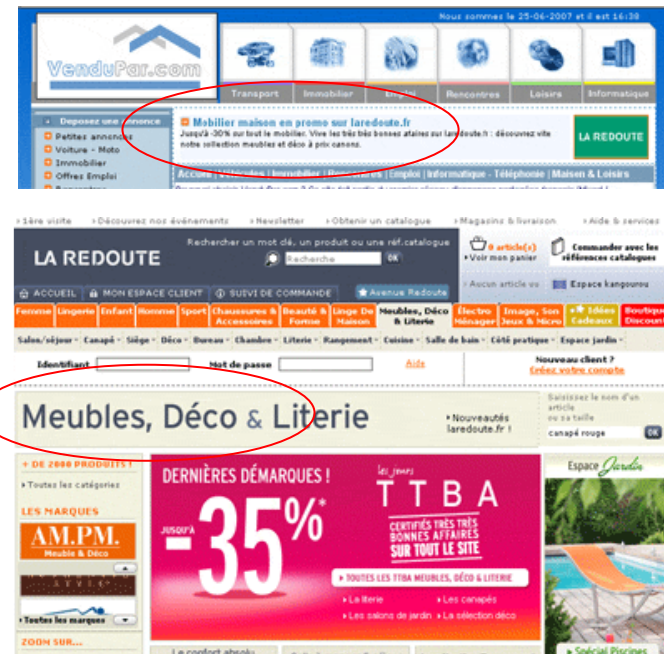 Nous sommes le 25-06-2007 et il est 16:38
VenduPar.com
Transport Immobilier Emploi Rencontres Loisirs Informatique
Deposez une annonce
Petites annonces
Voiture - Moto
Immobilier
Offres Emploi
Rencontres
Mobilier maison en promo sur laredoute.fr
Jusqu'à -30% sur tout le mobilier. Vive les très très bonnes affaires sur laredoute.fr : découvrez vite
notre collection meubles et déco à prix canons.
LA REDOUTE
Accueil | Véhicules | Immobilier | Rencontres | Emploi | Informatique - Téléphonie | Maison & Loisirs
1ère visite Découvrez nos événements Newsletter Obtenir un catalogue Magasins & livraison Aide & services
LA REDOUTE
Rechercher un mot clé, un produit ou une réf.catalogue
Recherche OK
0 article(s)
Voir mon panier
Commander avec les
références catalogues
Aucun article vu
Espace kangourou
ACCUEIL MON ESPACE CLIENT SUIVI DE COMMANDE Avenue Redoute
Femme Lingerie Enfant Homme Sport Chaussures & Accessoires Beauté & Forme Linge De Maison Meubles, Déco & Literie Électro Ménager Image, Son Jeux & Micro Idées Cadeaux Boutique Discount
Salon/séjour Canapé Siège Déco Bureau Chambre Literie Rangement Cuisine Salle de bain Côté pratique Espace jardin
Identifiant Mot de passe Aide
Nouveau client ?
Créez votre compte
Meubles, Déco & Literie
Nouveautés
laredoute.fr !
Saisissez le nom d'un
article
ou sa taille
canapé rouge OK
+ DE 2000 PRODUITS !
Toutes les catégories
LES MARQUES
AM.PM.
Meuble & Déco
STYLE
Toutes les marques
ZOOM SUR...
DERNIÈRES DÉMARQUES !
JUSQU'À
-35%*
les jours
TTBA
CERTIFIÉS TRÈS TRÈS
BONNES AFFAIRES
SUR TOUT LE SITE
TOUTES LES TTBA MEUBLES, DÉCO & LITERIE
La literie Les canapés
Les salons de jardin La sélection déco
Espace Jardin
Spécial Piscines
Le confort absolu